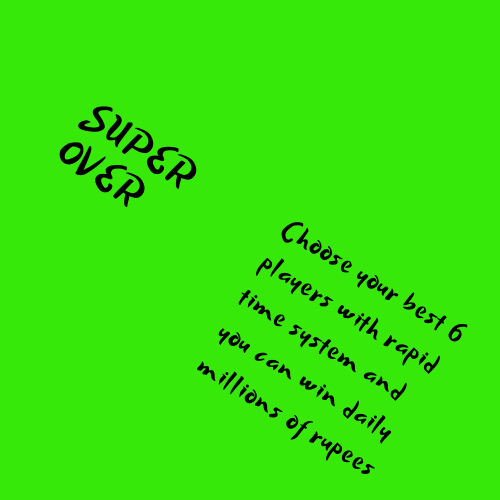 SUPER
OVER
Choose your best 6
players with rapid
time system and
you can win daily
millions of rupees